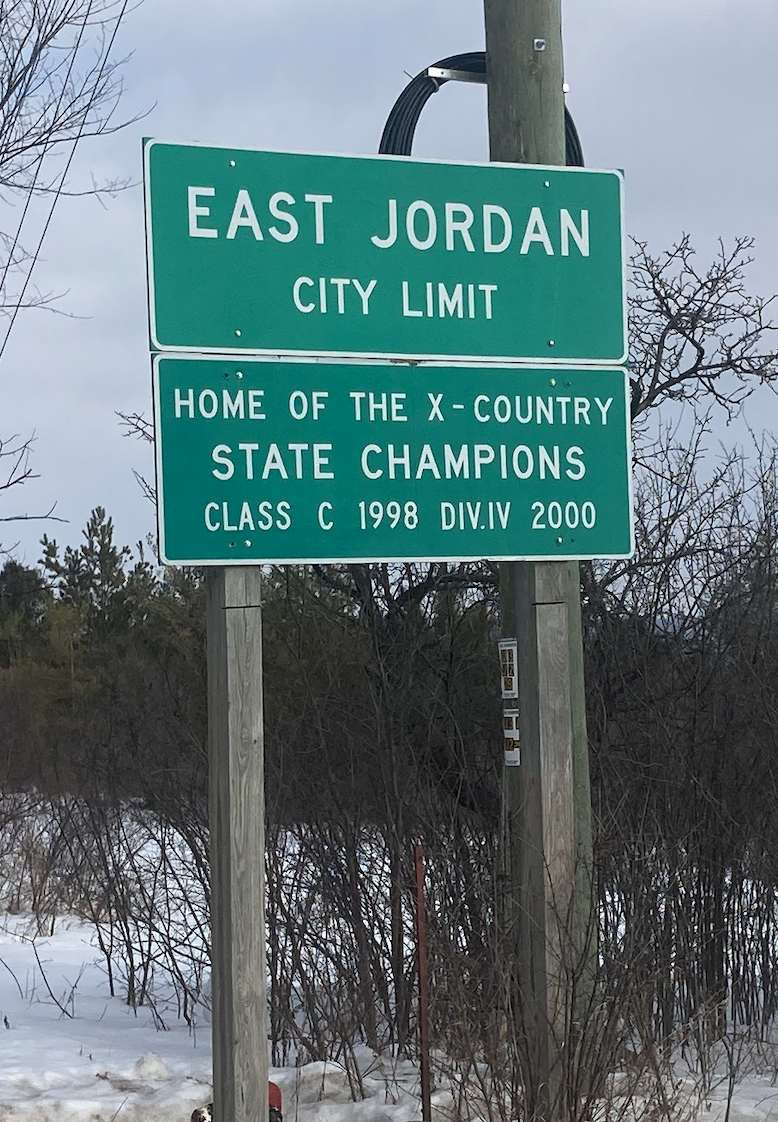 EAST JORDAN
CITY LIMIT
HOME OF THE X-COUNTRY
STATE CHAMPIONS
CLASS C 1998 DIV.IV 2000